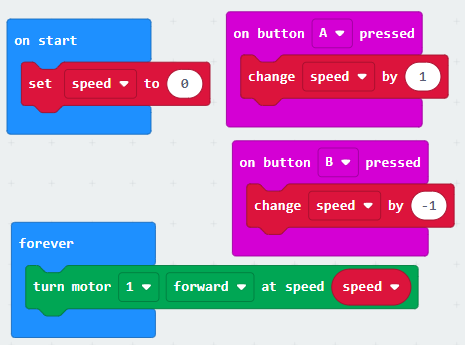 on start
set speed to 0
on button A pressed
change speed by 1
on button B pressed
change speed by -1
forever
turn motor 1 forward at speed speed